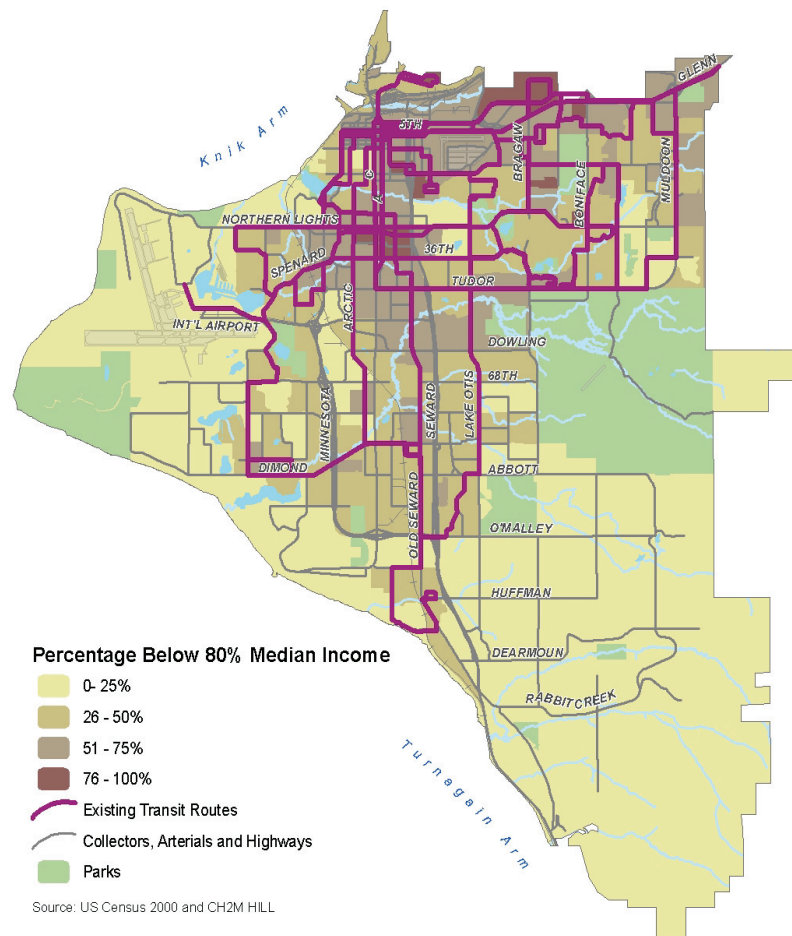 GLENN
5TH
Knik Arm
BRAGAW
BONIFACE
MULDOON
C
A
NORTHERN LIGHTS
36TH
SPENARD
TUDOR
INT'L AIRPORT
ARCTIC
DOWLING
68TH
MINNESOTA
SEWARD
LAKE OTIS
DIMOND
ABBOTT
OLD SEWARD
O'MALLEY
HUFFMAN
DEARMOUN
RABBITCREEK
Turnagain Arm
Percentage Below 80% Median Income
0- 25%
26 - 50%
51 - 75%
76 - 100%
Existing Transit Routes
Collectors, Arterials and Highways
Parks
Source: US Census 2000 and CH2M HILL